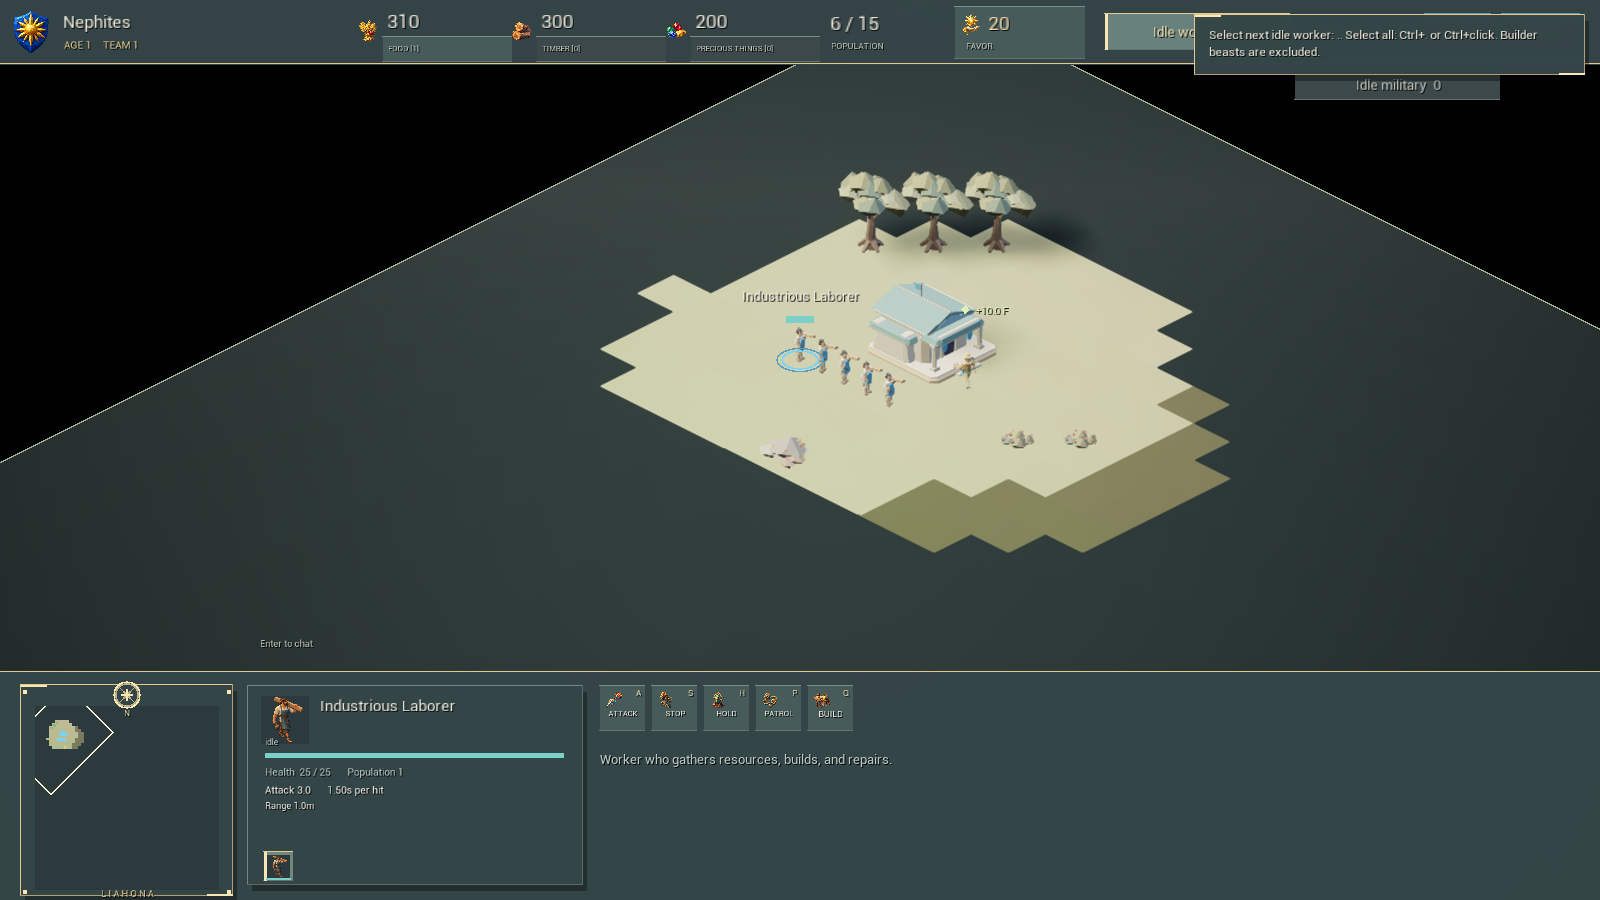 Nephites
AGE 1 TEAM 1
310
FOOD [1]
300
TIMBER [0]
200
PRECIOUS THINGS [0]
6 / 15
POPULATION
20
FAVOR
Idle
Select next idle worker: .. Select all: Ctrl+. or Ctrl+click. Builder
beasts are excluded.
Idle military 0
Industrious Laborer
+10.0 F
Enter to chat
N
LIAHONA
Industrious Laborer
idle
Health 25 / 25 Population 1
Attack 3.0 1.50s per hit
Range 1.0m
A
ATTACK
S
STOP
H
HOLD
P
PATROL
Q
BUILD
Worker who gathers resources, builds, and repairs.